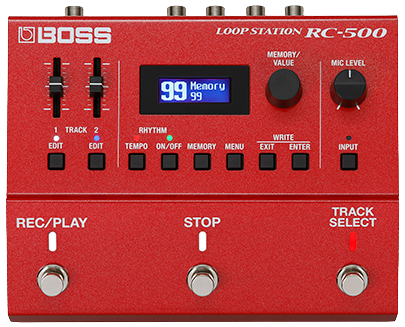 BOSS
LOOP STATION RC-500
MEMORY/
VALUE
MIC LEVEL
99 Memory
99
1 TRACK 2
EDIT EDIT
RHYTHM
TEMPO ON/OFF MEMORY MENU
WRITE
EXIT ENTER
INPUT
REC/PLAY
STOP
TRACK
SELECT